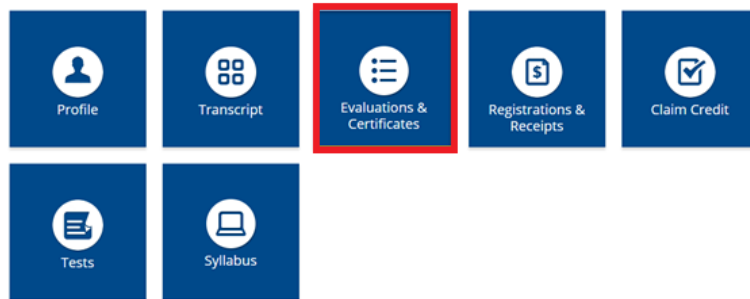 Profile
Transcript
Evaluations &
Certificates
Registrations &
Receipts
Claim Credit
Tests
Syllabus